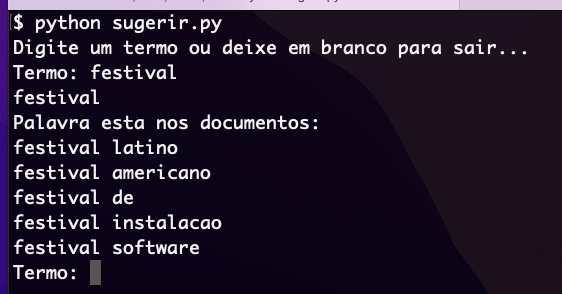 $ python sugerir.py
Digite um termo ou deixe em branco para sair...
Termo: festival
festival
Palavra esta nos documentos:
festival latino
festival americano
festival de
festival instalacao
festival software
Termo: